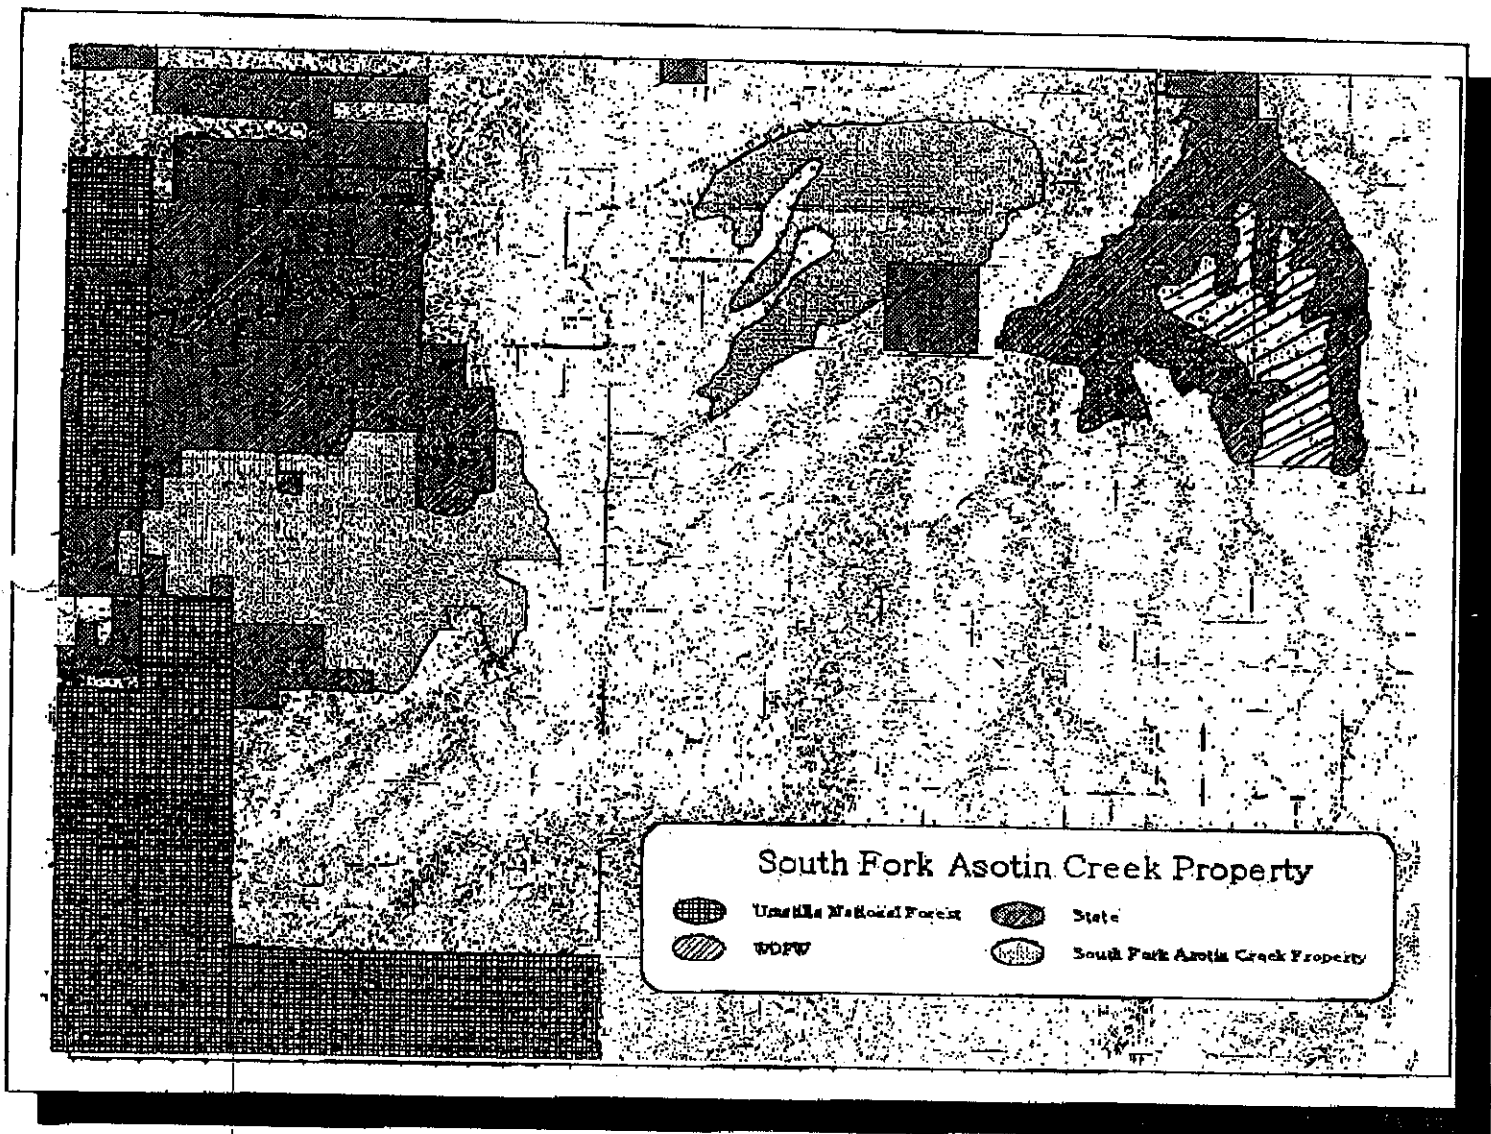 South Fork Asotin Creek Property
Umatilla National Forest
State
WDFW
South Fork Asotin Creek Property